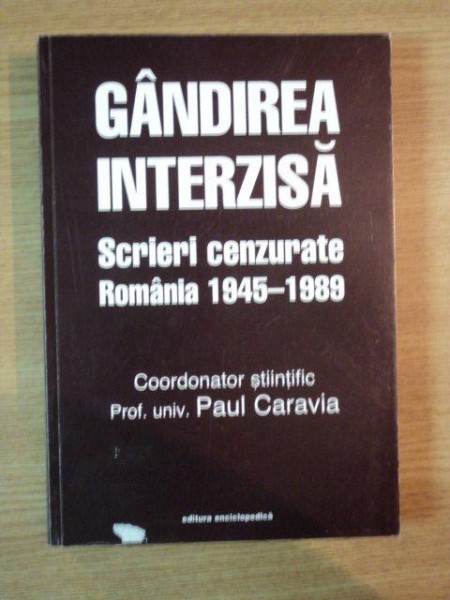 GÂNDIREA
INTERZISĂ
Scrieri cenzurate
România 1945–1989
Coordonator științific
Prof. univ. Paul Caravia
editura enciclopedică